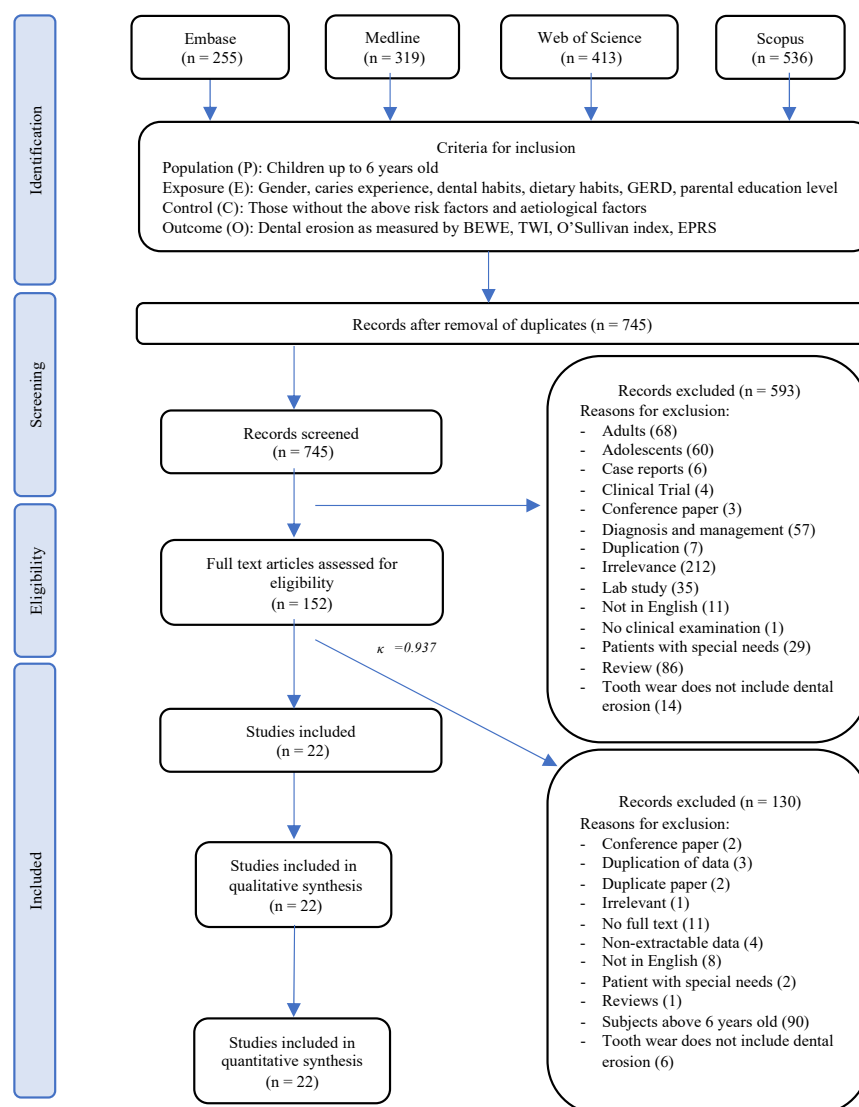 Embase
(n = 255)
Medline
(n = 319)
Web of Science
(n = 413)
Scopus
(n = 536)
Identification
Criteria for inclusion
Population (P): Children up to 6 years old
Exposure (E): Gender, caries experience, dental habits, dietary habits, GERD, parental education level
Control (C): Those without the above risk factors and aetiological factors
Outcome (O): Dental erosion as measured by BEWE, TWI, O’Sullivan index, EPRS
Records after removal of duplicates (n = 745)
Screening
Records screened
(n = 745)
Records excluded (n = 593)
Reasons for exclusion:
- Adults (68)
- Adolescents (60)
- Case reports (6)
- Clinical Trial (4)
- Conference paper (3)
- Diagnosis and management (57)
- Duplication (7)
- Irrelevance (212)
- Lab study (35)
- Not in English (11)
- No clinical examination (1)
- Patients with special needs (29)
- Review (86)
- Tooth wear does not include dental
erosion (14)
Eligibility
Full text articles assessed for
eligibility
(n = 152)
κ =0.937
Included
Studies included
(n = 22)
Records excluded (n = 130)
Reasons for exclusion:
- Conference paper (2)
- Duplication of data (3)
- Duplicate paper (2)
- Irrelevant (1)
- No full text (11)
- Non-extractable data (4)
- Not in English (8)
- Patient with special needs (2)
- Reviews (1)
- Subjects above 6 years old (90)
- Tooth wear does not include dental
erosion (6)
Studies included in
qualitative synthesis
(n = 22)
Studies included in
quantitative synthesis
(n = 22)